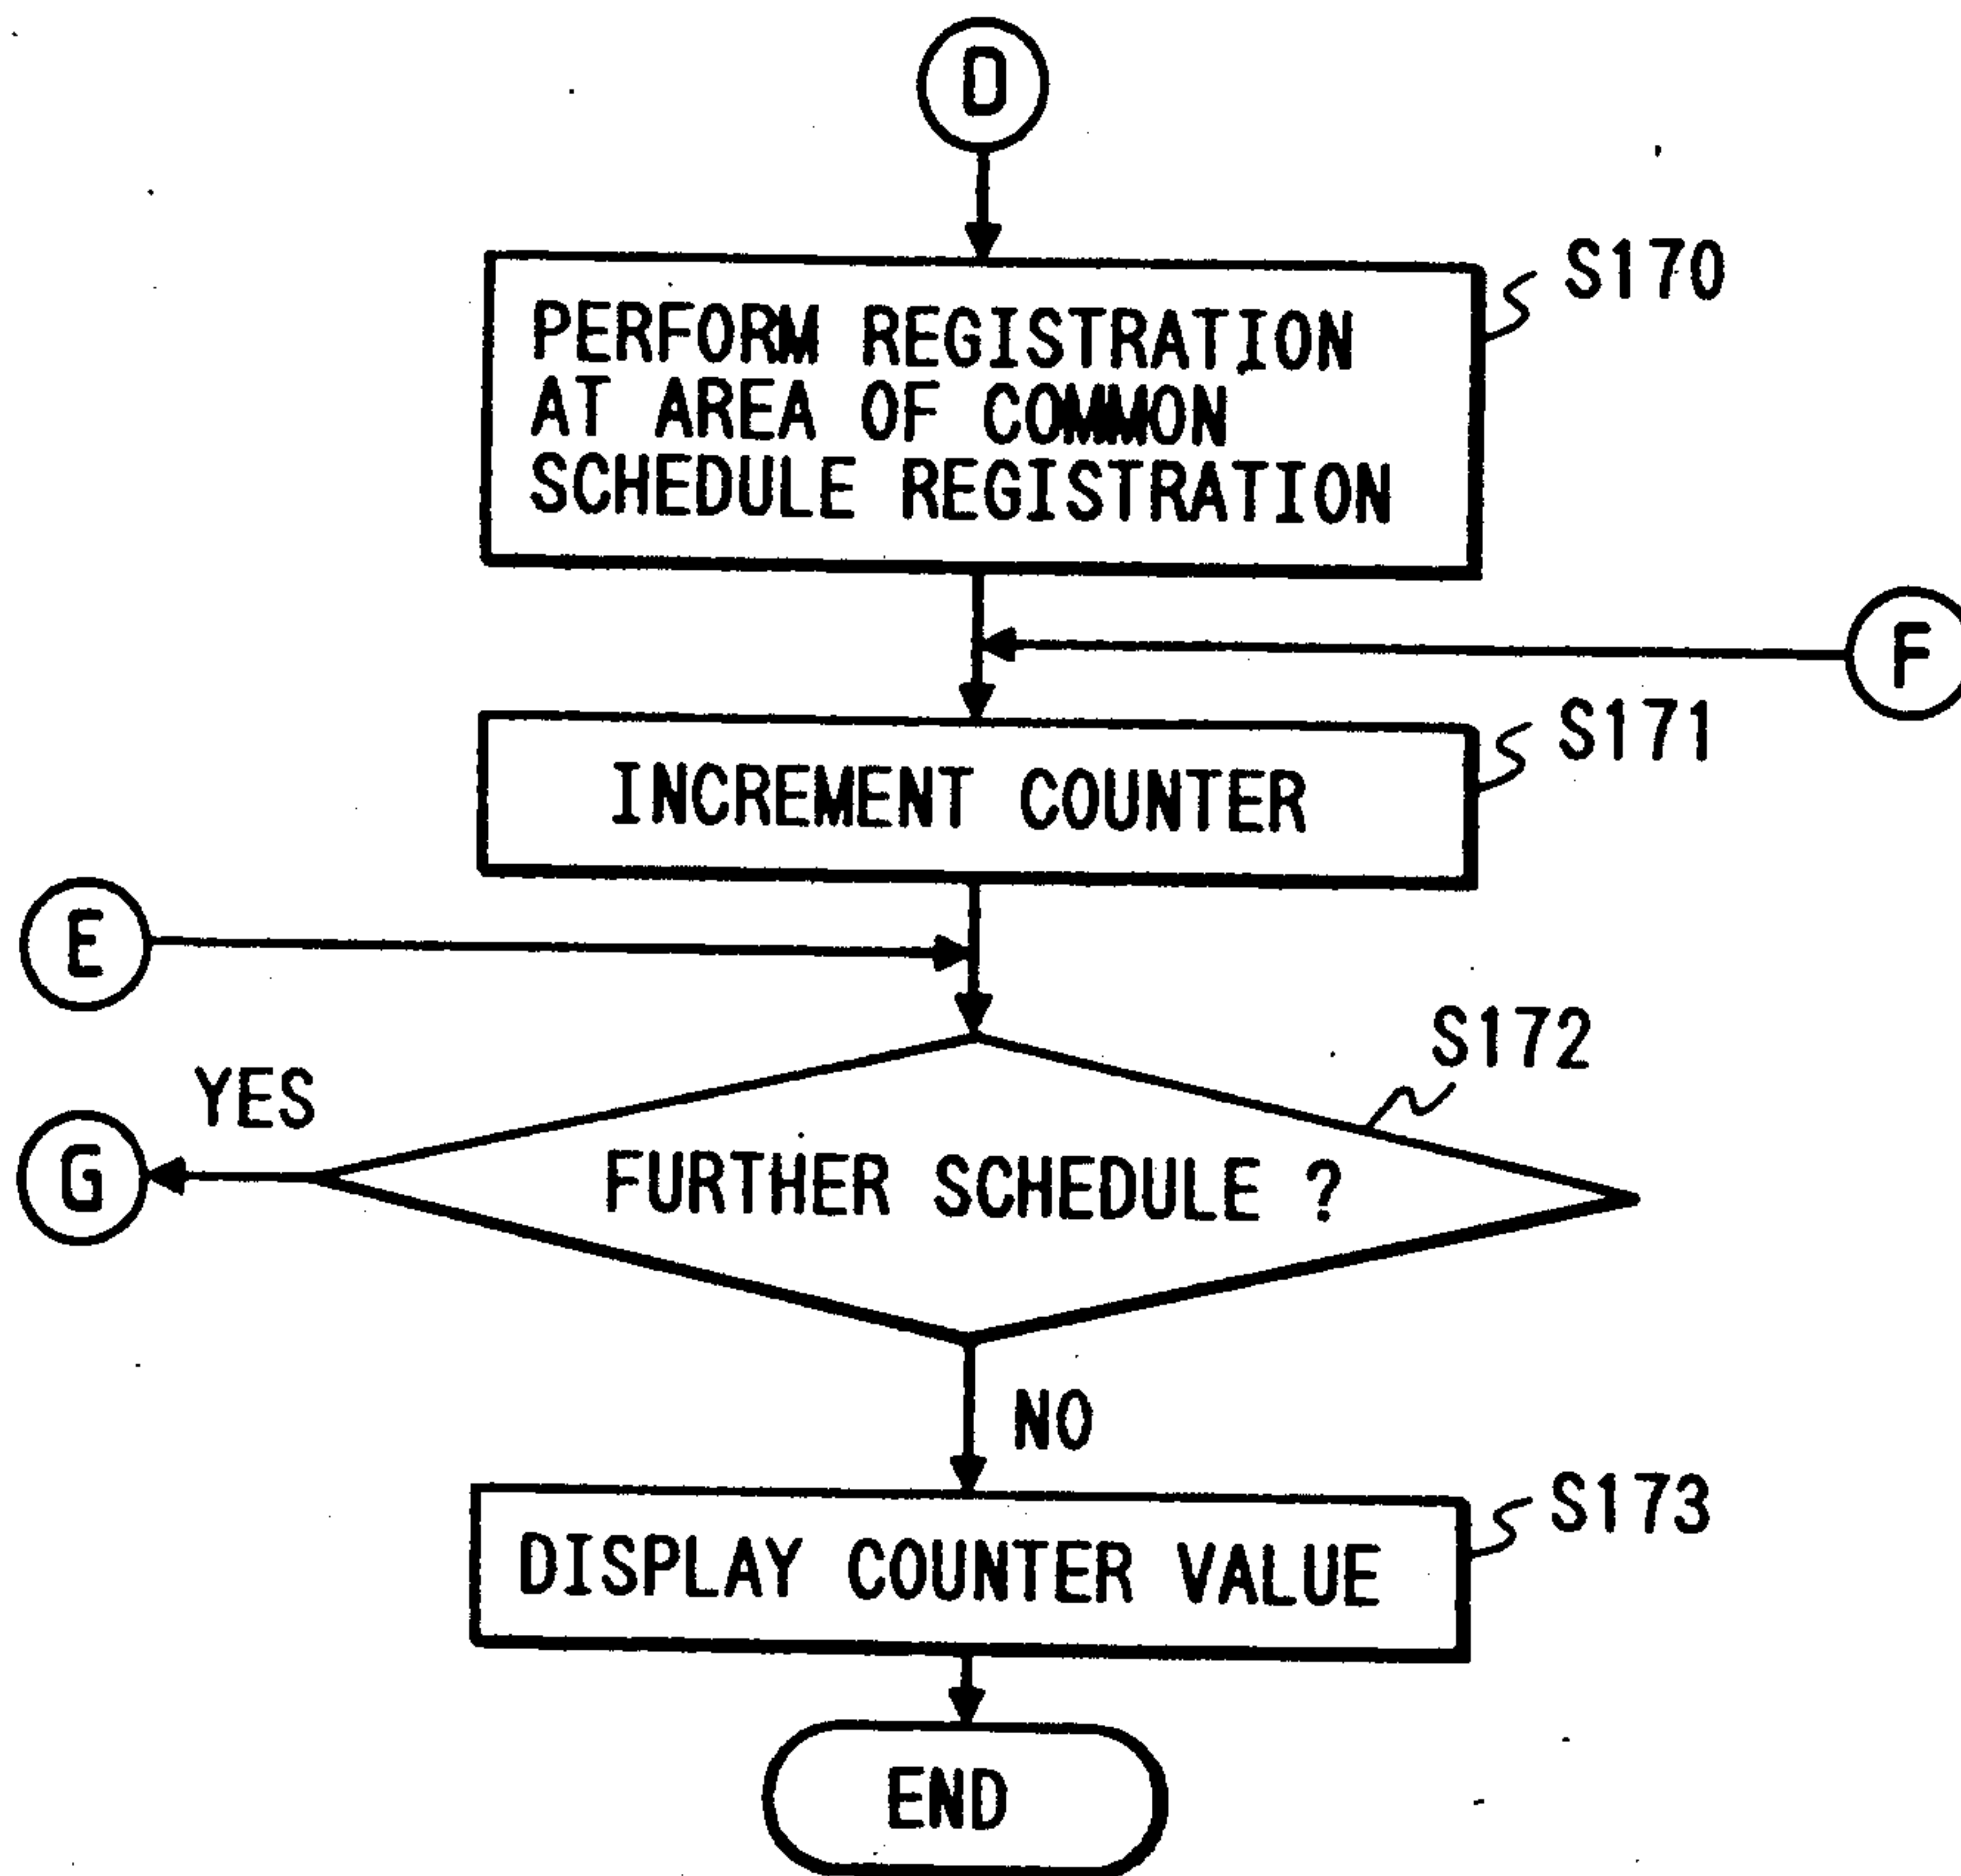 D
PERFORM REGISTRATION
AT AREA OF COMMON
SCHEDULE REGISTRATION
S170
F
INCREMENT COUNTER
S171
E
S172
YES
G
FURTHER SCHEDULE ?
NO
DISPLAY COUNTER VALUE
S173
END